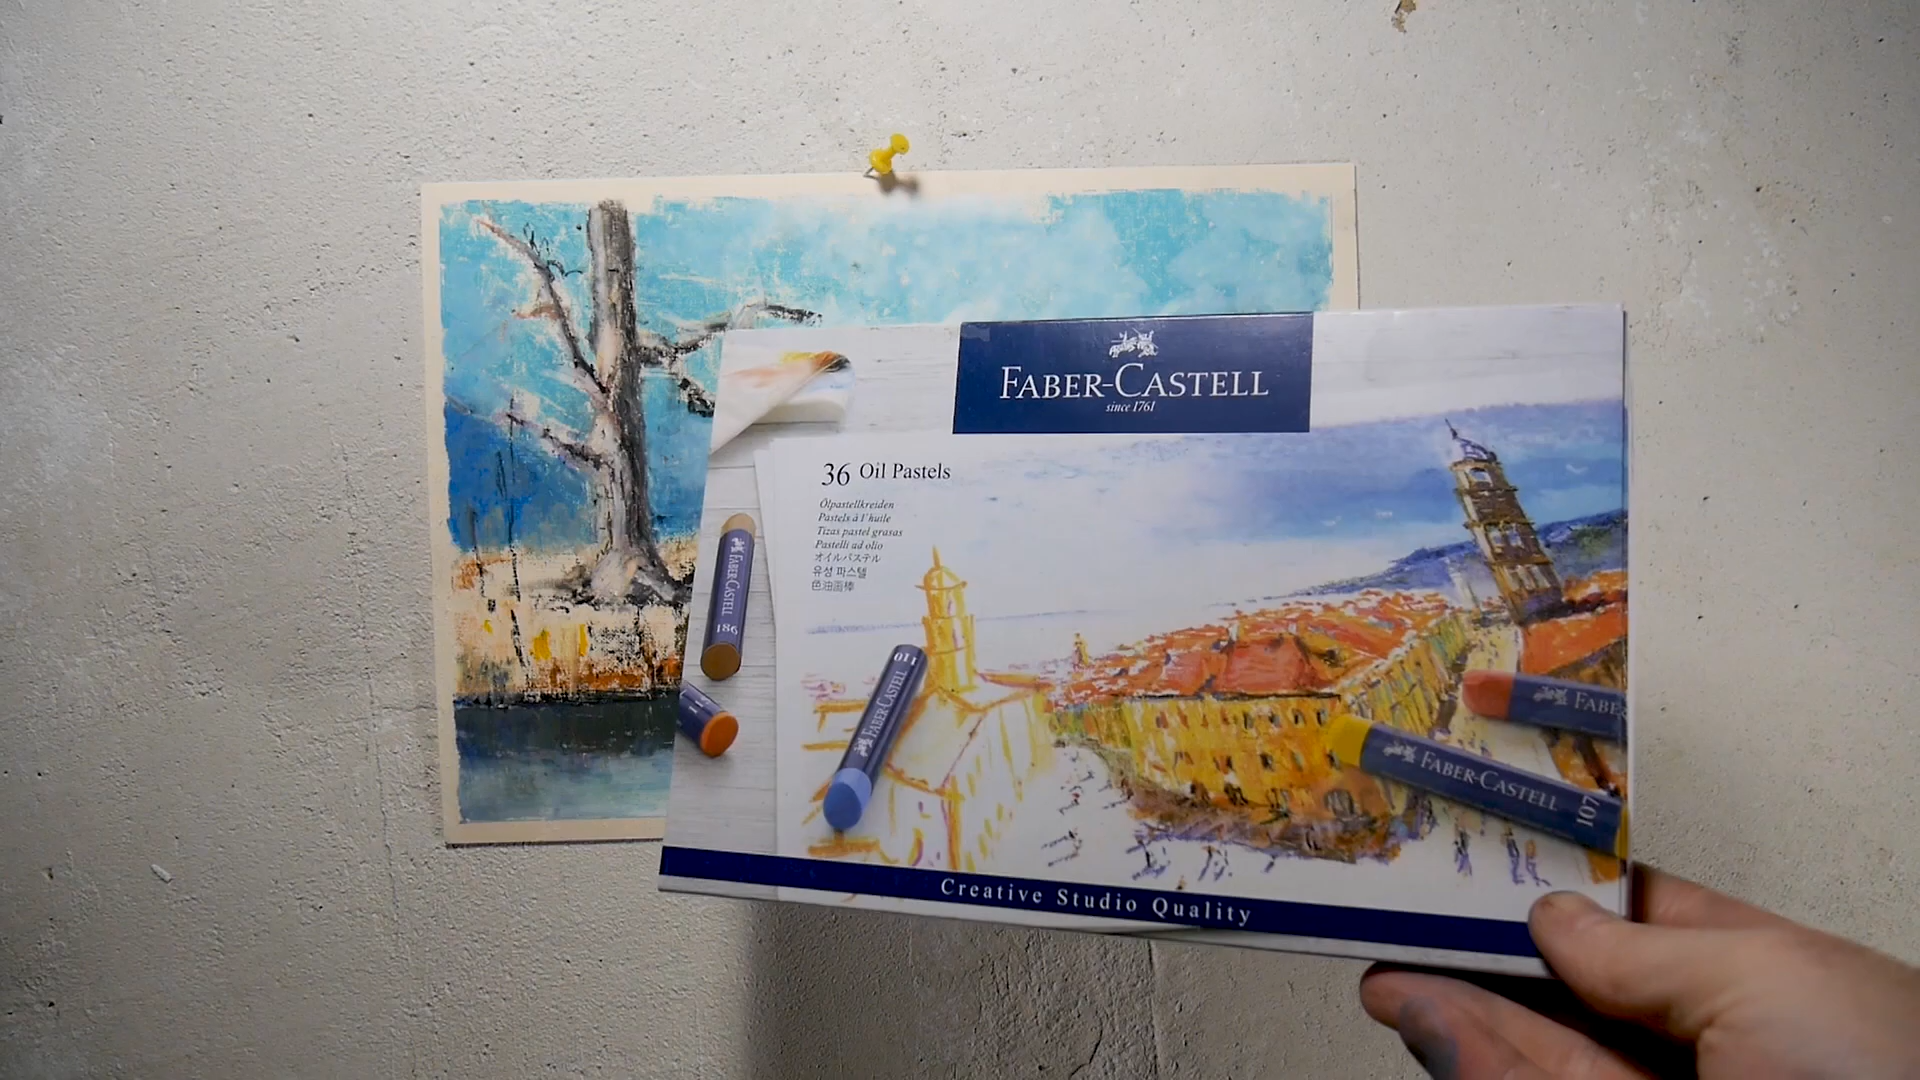 FABER-CASTELL
since 1761
36 Oil Pastels
Ölpastellkreiden
Pastels à l'huile
Tizas pastel grasas
Pastelli ad olio
オイルパステル
유성 파스텔
色油画棒
FABER-CASTELL
186
011
FABER-CASTELL
FABE
FABER-CASTELL
107
Creative Studio Quality